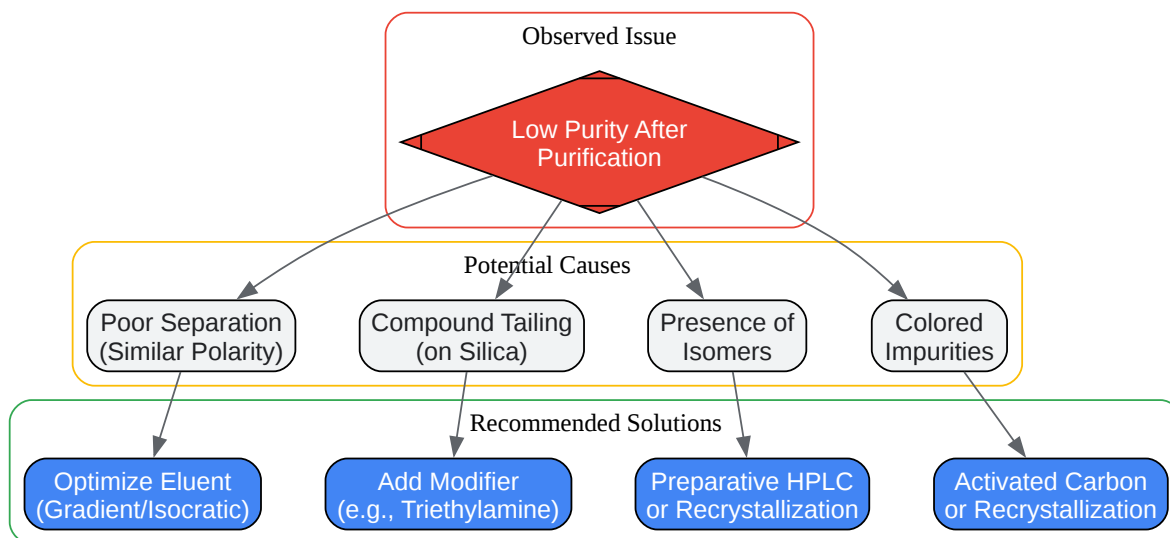 Observed Issue
Low Purity After
Purification
Potential Causes
Poor Separation
(Similar Polarity)
Compound Tailing
(on Silica)
Presence of
Isomers
Colored
Impurities
Recommended Solutions
Optimize Eluent
(Gradient/Isocratic)
Add Modifier
(e.g., Triethylamine)
Preparative HPLC
or Recrystallization
Activated Carbon
or Recrystallization